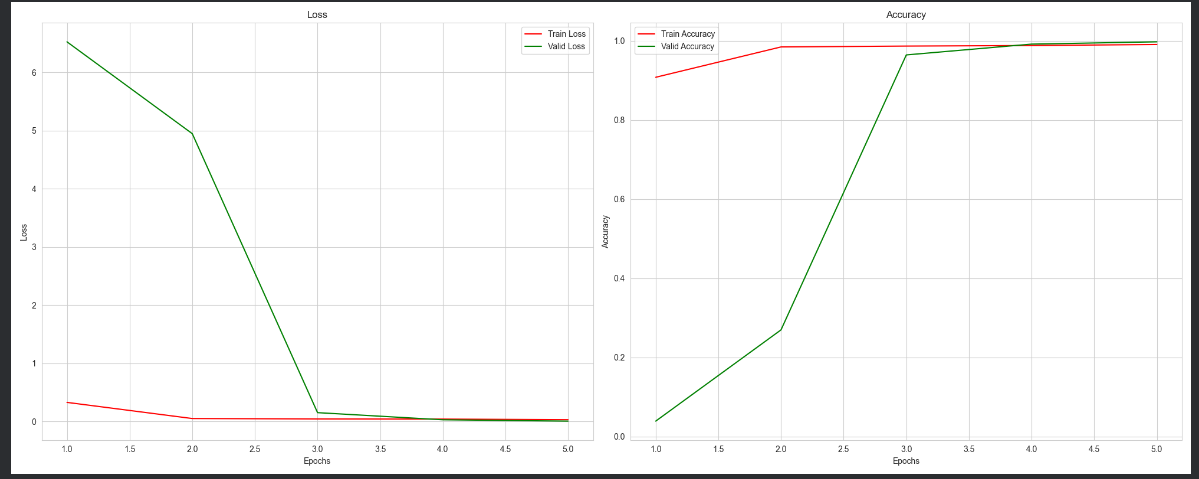 Loss
Train Loss
Valid Loss
6
5
4
3
2
1
0
Loss
1.0 1.5 2.0 2.5 3.0 3.5 4.0 4.5 5.0
Epochs
Accuracy
Train Accuracy
Valid Accuracy
1.0
0.8
0.6
0.4
0.2
0.0
Accuracy
1.0 1.5 2.0 2.5 3.0 3.5 4.0 4.5 5.0
Epochs